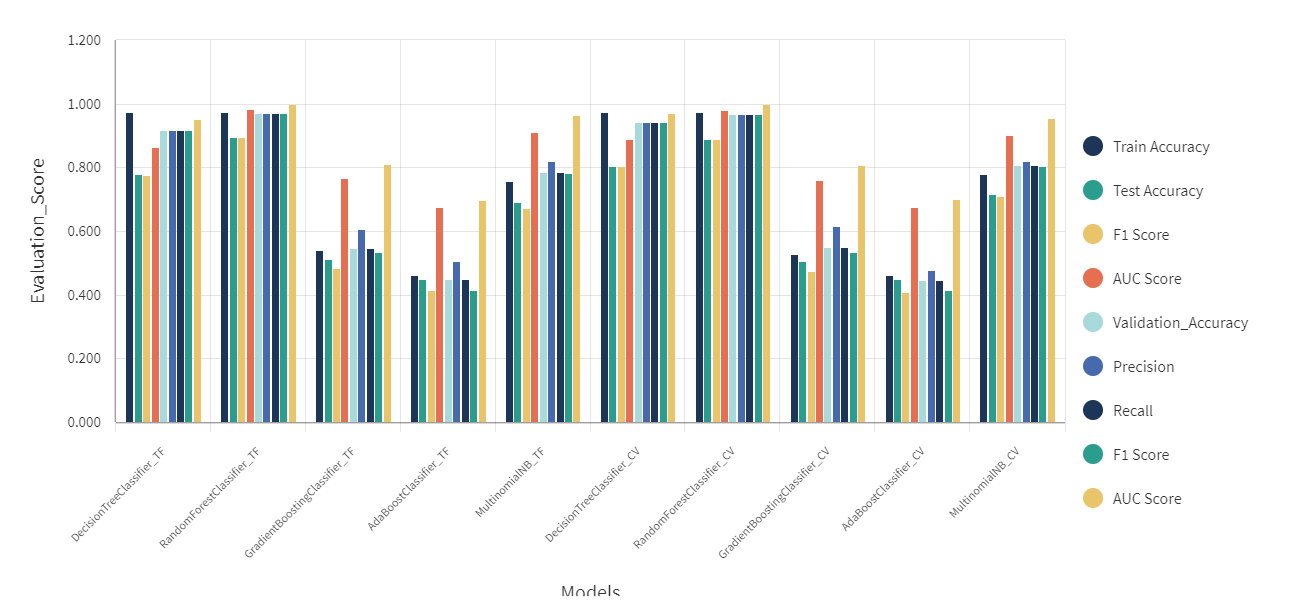 1.200
1.000
0.800
0.600
0.400
0.200
0.000
Evaluation_Score
DecisionTreeClassifier_TF
RandomForestClassifier_TF
GradientBoostingClassifier_TF
AdaBoostClassifier_TF
MultinomialNB_TF
DecisionTreeClassifier_CV
RandomForestClassifier_CV
GradientBoostingClassifier_CV
AdaBoostClassifier_CV
MultinomialNB_CV
Models
Train Accuracy
Test Accuracy
F1 Score
AUC Score
Validation_Accuracy
Precision
Recall
F1 Score
AUC Score